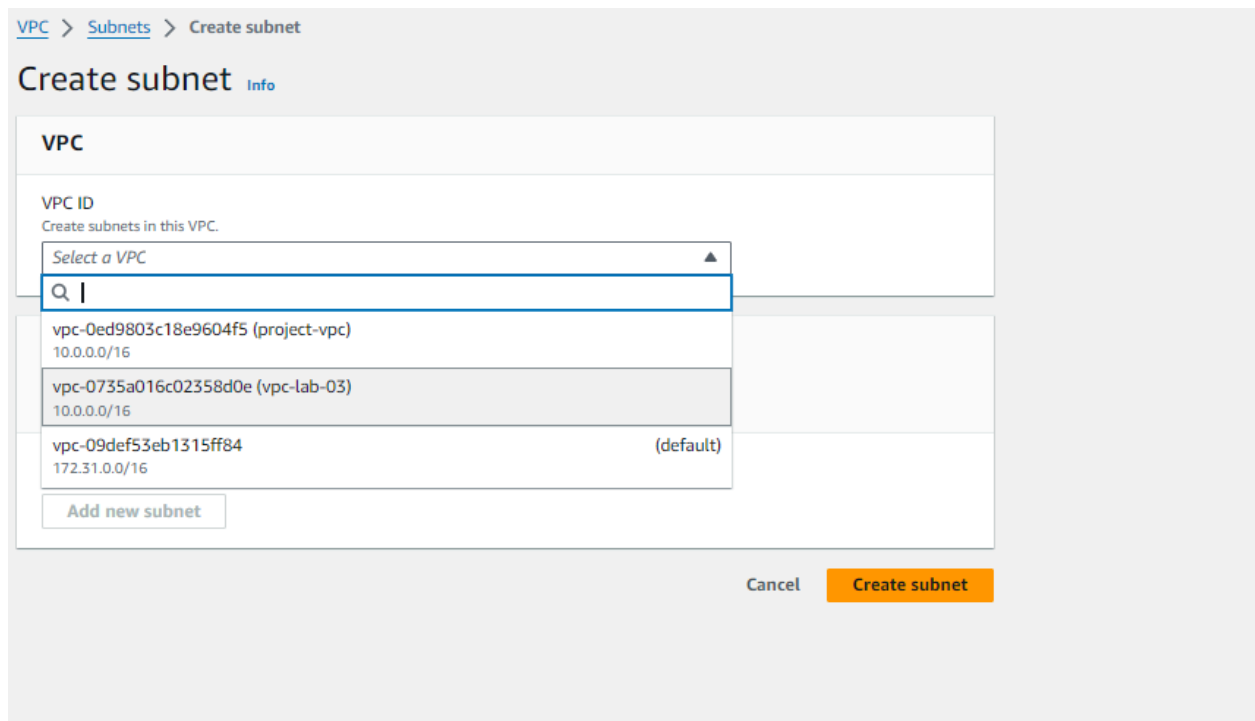 VPC > Subnets > Create subnet
Create subnet Info
VPC
VPC ID
Create subnets in this VPC.
Select a VPC
vpc-0ed9803c18e9604f5 (project-vpc)
10.0.0.0/16
vpc-0735a016c02358d0e (vpc-lab-03)
10.0.0.0/16
vpc-09def53eb1315ff84 (default)
172.31.0.0/16
Add new subnet
Cancel Create subnet